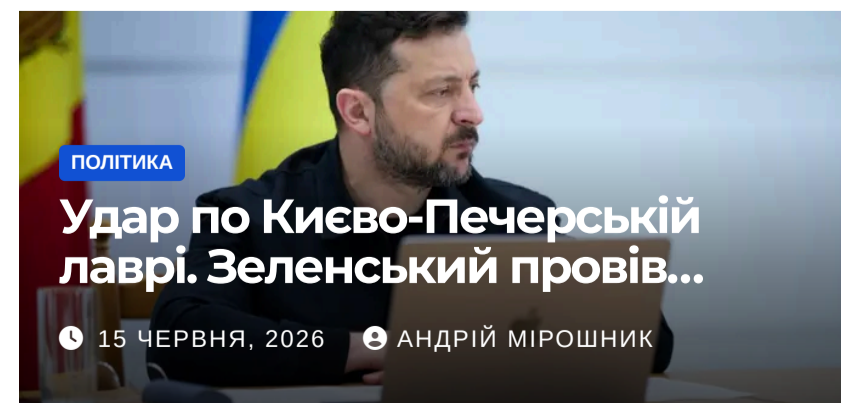 ПОЛІТИКА
Удар по Києво-Печерській
лаврі. Зеленський провів...
15 ЧЕРВНЯ, 2026 АНДРІЙ МІРОШНИК